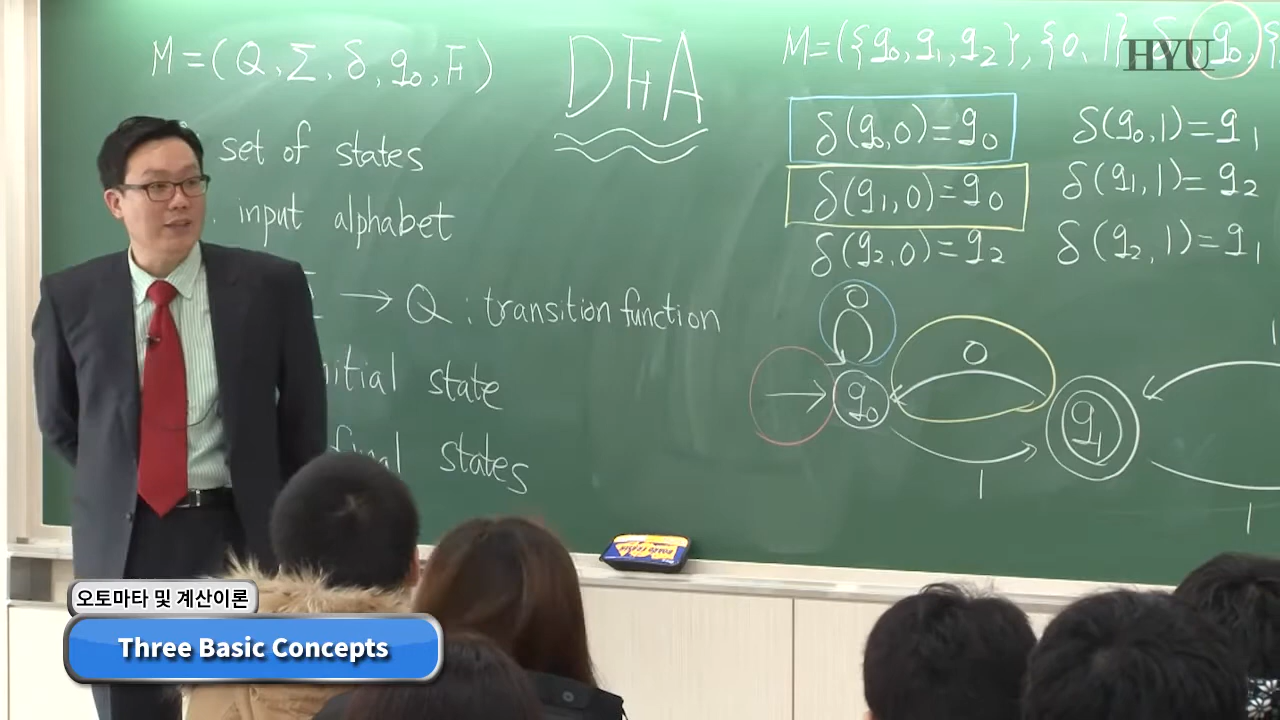 M=(Q,Σ,δ,q₀,F)
DFA
M=({q₀,q₁,q₂},{0,1},δ,q₀,{
HYU
set of states
input alphabet
→ Q : transition function
nitial state
final states
δ(q₀,0)=q₀ δ(q₀,1)=q₁
δ(q₁,0)=q₀ δ(q₁,1)=q₂
δ(q₂,0)=q₂ δ(q₂,1)=q₁
0
0
q₀
q₁
1
1
오토마타 및 계산이론
Three Basic Concepts